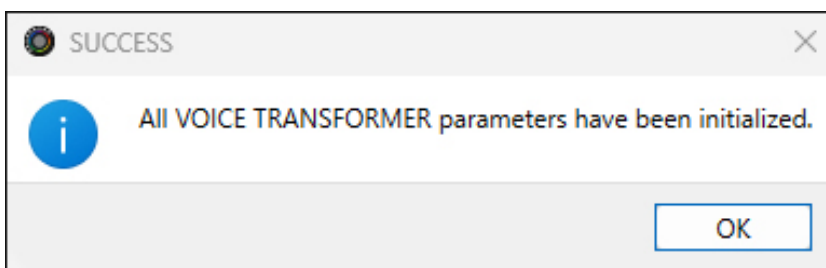 SUCCESS
All VOICE TRANSFORMER parameters have been initialized.
OK